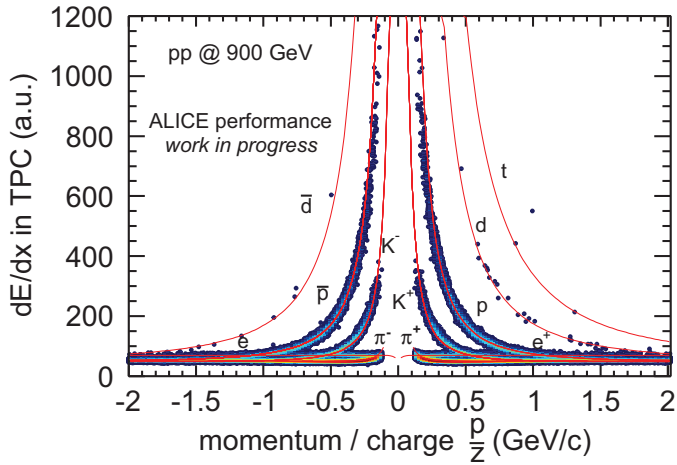 1200
1000
800
600
400
200
0
dE/dx in TPC (a.u.)
pp @ 900 GeV
ALICE performance
work in progress
d̅
t
d
K⁻
p̅
K⁺
p
e
π⁻
π⁺
e⁺
-2 -1.5 -1 -0.5 0 0.5 1 1.5 2
momentum / charge p/z (GeV/c)